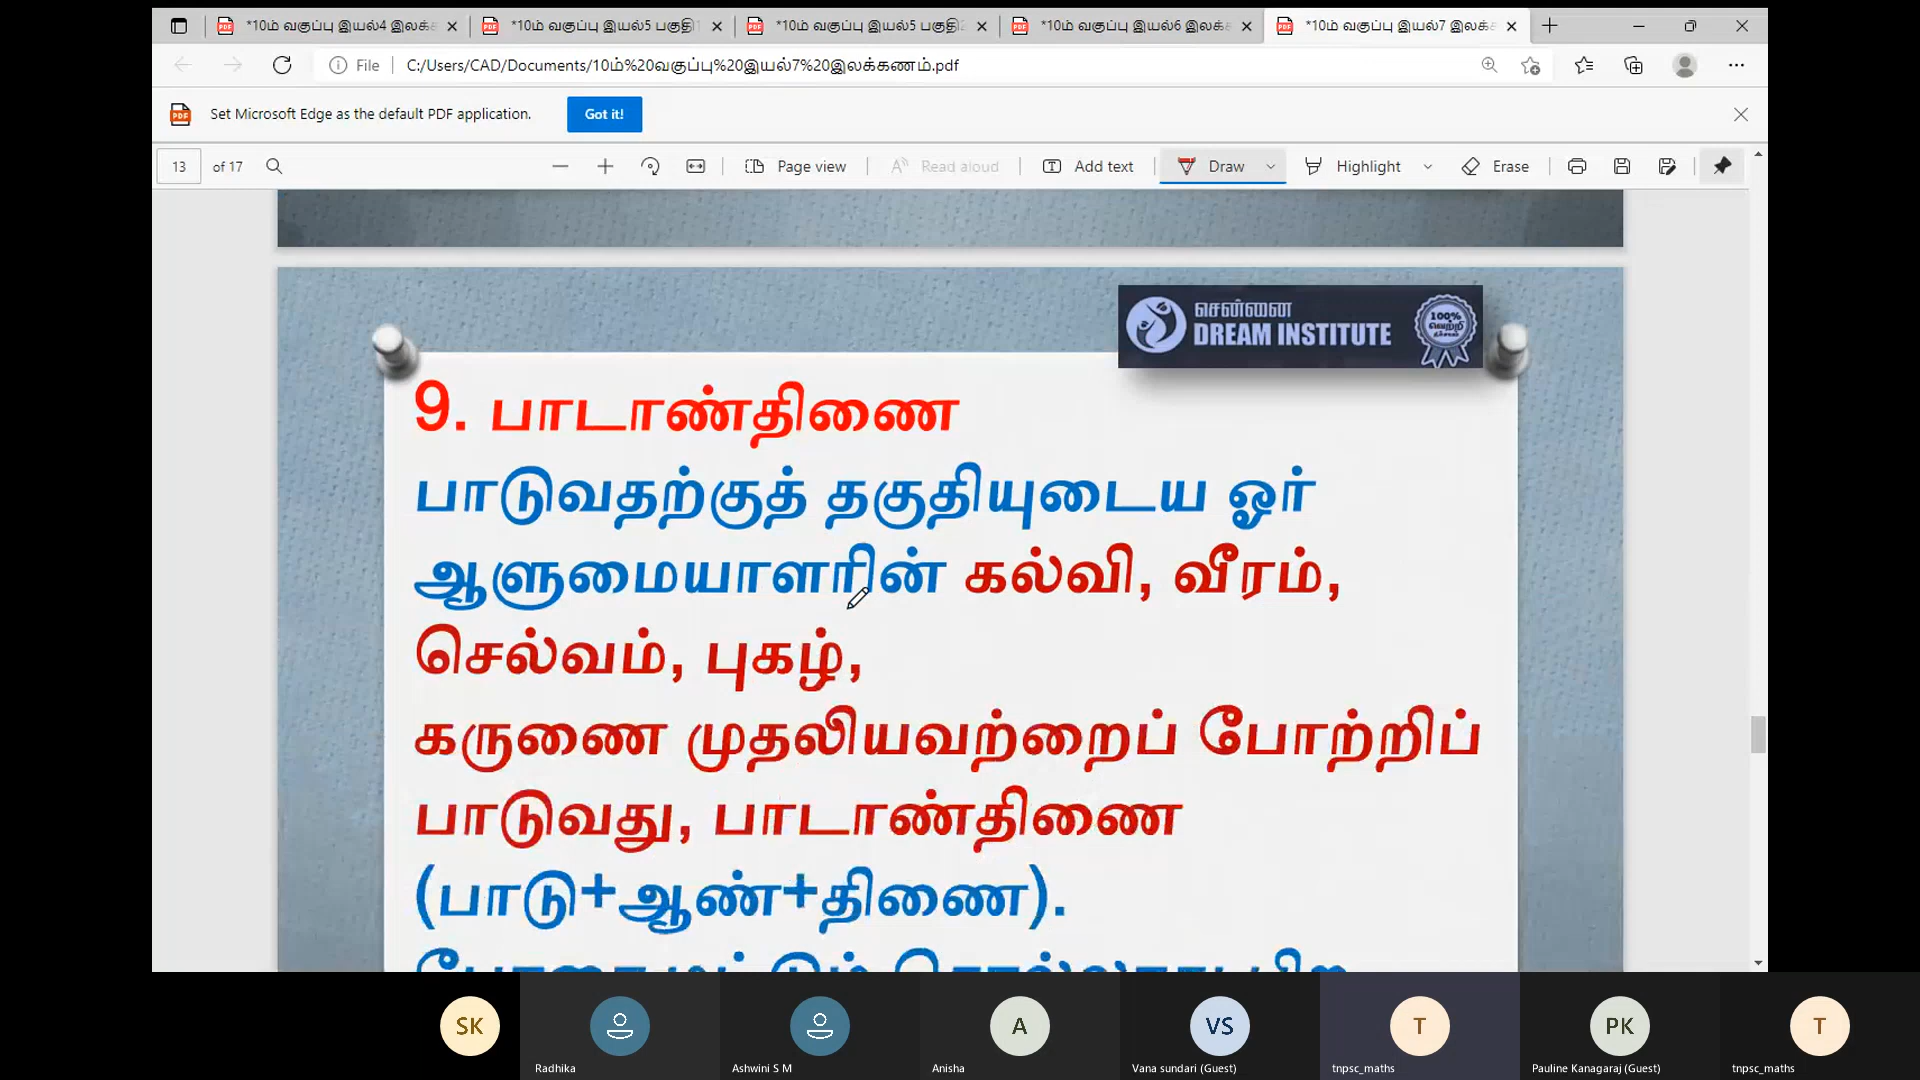 *10ம் வகுப்பு இயல்4 இலக்
*10ம் வகுப்பு இயல்5 பகுதி1
*10ம் வகுப்பு இயல்5 பகுதி2
*10ம் வகுப்பு இயல்6 இலக்
*10ம் வகுப்பு இயல்7 இலக்
File C:/Users/CAD/Documents/10ம்%20வகுப்பு%20இயல்7%20இலக்கணம்.pdf
Set Microsoft Edge as the default PDF application. Got it!
13 of 17 Page view Read aloud Add text Draw Highlight Erase
சென்னை
DREAM INSTITUTE
100%
வெற்றி
9. பாடாண்திணை
பாடுவதற்குத் தகுதியுடைய ஓர்
ஆளுமையாளரின் கல்வி, வீரம்,
செல்வம், புகழ்,
கருணை முதலியவற்றைப் போற்றிப்
பாடுவது, பாடாண்திணை
(பாடு+ஆண்+திணை).
SK A VS T PK T
Radhika Ashwini S M Anisha Vana sundari (Guest) tnpsc_maths Pauline Kanagaraj (Guest) tnpsc_maths